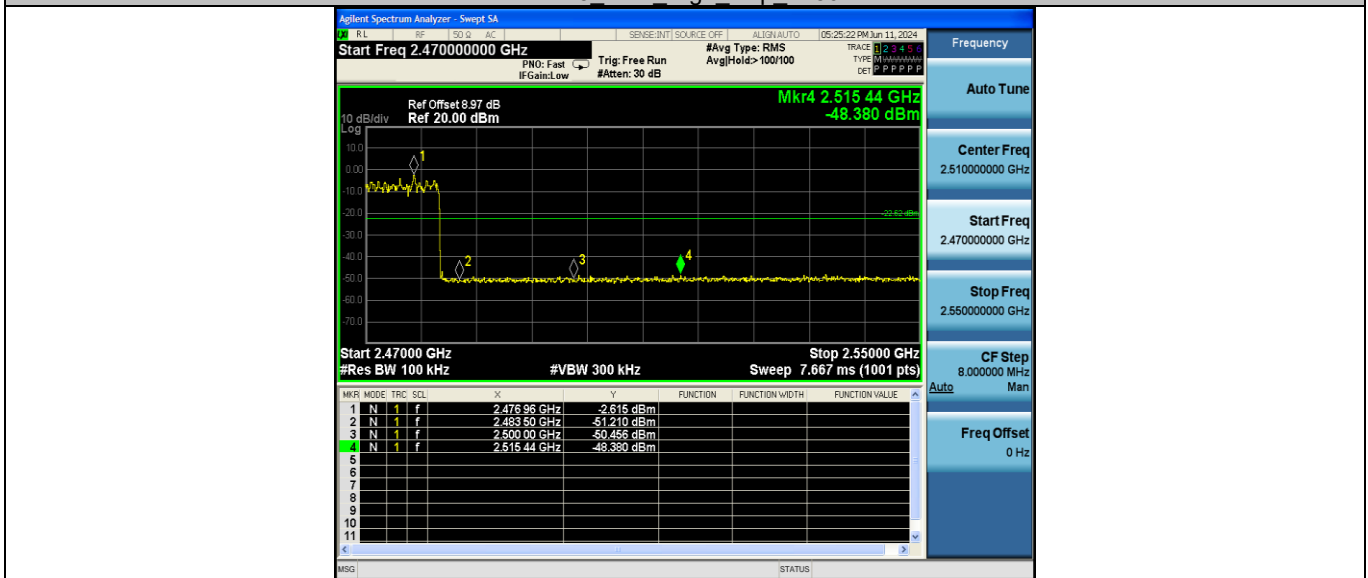 Agilent Spectrum Analyzer - Swept SA
RL RF 50 Ω AC SENSE:INT SOURCE OFF ALIGN AUTO 05:25:22 PM Jun 11, 2024
Start Freq 2.470000000 GHz
PNO: Fast
IFGain:Low
Trig: Free Run
#Atten: 30 dB
#Avg Type: RMS
Avg|Hold:> 100/100
TRACE 1 2 3 4 5 6
TYPE M
DET P P P P P P
Frequency
Mkr4 2.515 44 GHz
-48.380 dBm
Ref Offset 8.97 dB
10 dB/div Ref 20.00 dBm
Log
10.0
0.00
-10.0
-20.0
-30.0
-40.0
-50.0
-60.0
-70.0
1
2
3
4
-22.62 dBm
Start 2.47000 GHz Stop 2.55000 GHz
#Res BW 100 kHz #VBW 300 kHz Sweep 7.667 ms (1001 pts)
MKR MODE TRC SCL X Y FUNCTION FUNCTION WIDTH FUNCTION VALUE
1 N 1 f 2.476 96 GHz -2.615 dBm
2 N 1 f 2.483 50 GHz -51.210 dBm
3 N 1 f 2.500 00 GHz -50.456 dBm
4 N 1 f 2.515 44 GHz -48.380 dBm
5
6
7
8
9
10
11
MSG STATUS
Auto Tune
Center Freq
2.510000000 GHz
Start Freq
2.470000000 GHz
Stop Freq
2.550000000 GHz
CF Step
8.000000 MHz
Auto Man
Freq Offset
0 Hz